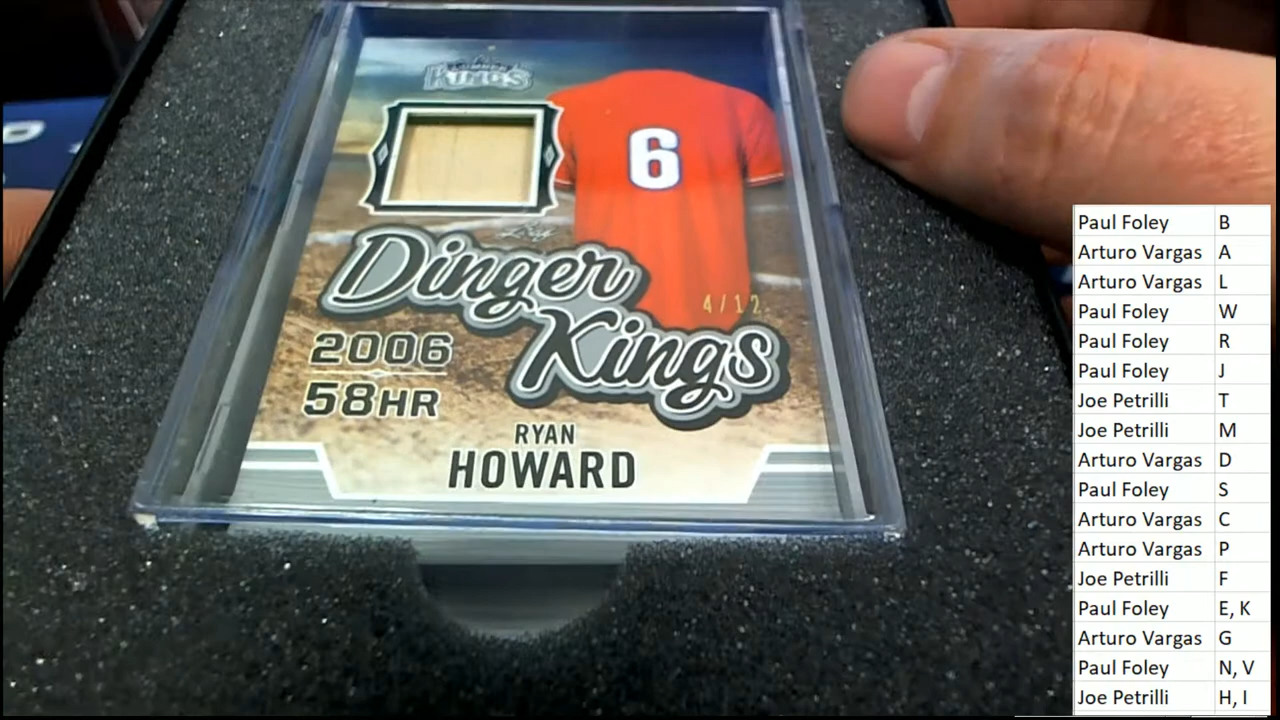 KINGS
6
Leaf
Dinger
4/12
Kings
2006
58HR
RYAN
HOWARD
Paul Foley B
Arturo Vargas A
Arturo Vargas L
Paul Foley W
Paul Foley R
Paul Foley J
Joe Petrilli T
Joe Petrilli M
Arturo Vargas D
Paul Foley S
Arturo Vargas C
Arturo Vargas P
Joe Petrilli F
Paul Foley E, K
Arturo Vargas G
Paul Foley N, V
Joe Petrilli H, I